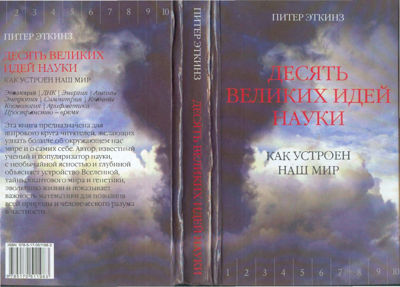 1 2 3 4 5 6 7 8 9 10
ПИТЕР ЭТКИНЗ
ДЕСЯТЬ ВЕЛИКИХ
ИДЕЙ НАУКИ
КАК УСТРОЕН НАШ МИР
Эволюция | ДНК | Энергия | Атомы
Энтропия | Симметрия | Кванты
Космология | Арифметика
Пространство — время
Эта книга предназначена для
широкого круга читателей, желающих
узнать больше об окружающем нас
мире и о самих себе. Автор, известный
ученый и популяризатор науки,
с необычайной ясностью и глубиной
объясняет устройство Вселенной,
тайны квантового мира и генетики,
эволюцию жизни и показывает
важность математики для познания
всей природы и человеческого разума
в частности.
ПИТЕР ЭТКИНЗ
ДЕСЯТЬ ВЕЛИКИХ ИДЕЙ НАУКИ
ПИТЕР ЭТКИНЗ
ДЕСЯТЬ
ВЕЛИКИХ ИДЕЙ
НАУКИ
КАК УСТРОЕН
НАШ МИР
1 2 3 4 5 6 7 8 9 10